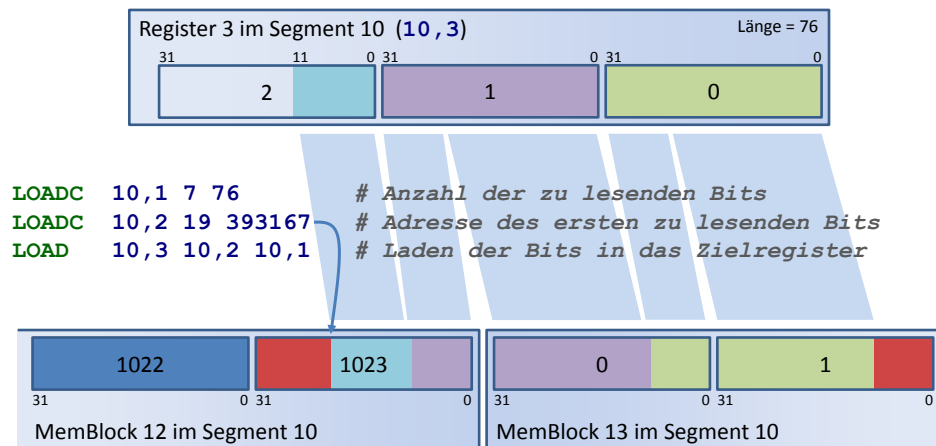 Register 3 im Segment 10 (10,3) Länge = 76
31 11 0 31 0 31 0
2 1 0
LOADC 10,1 7 76 # Anzahl der zu lesenden Bits
LOADC 10,2 19 393167 # Adresse des ersten zu lesenden Bits
LOAD 10,3 10,2 10,1 # Laden der Bits in das Zielregister
1022 1023 0 1
31 0 31 0 31 0 31 0
MemBlock 12 im Segment 10 MemBlock 13 im Segment 10